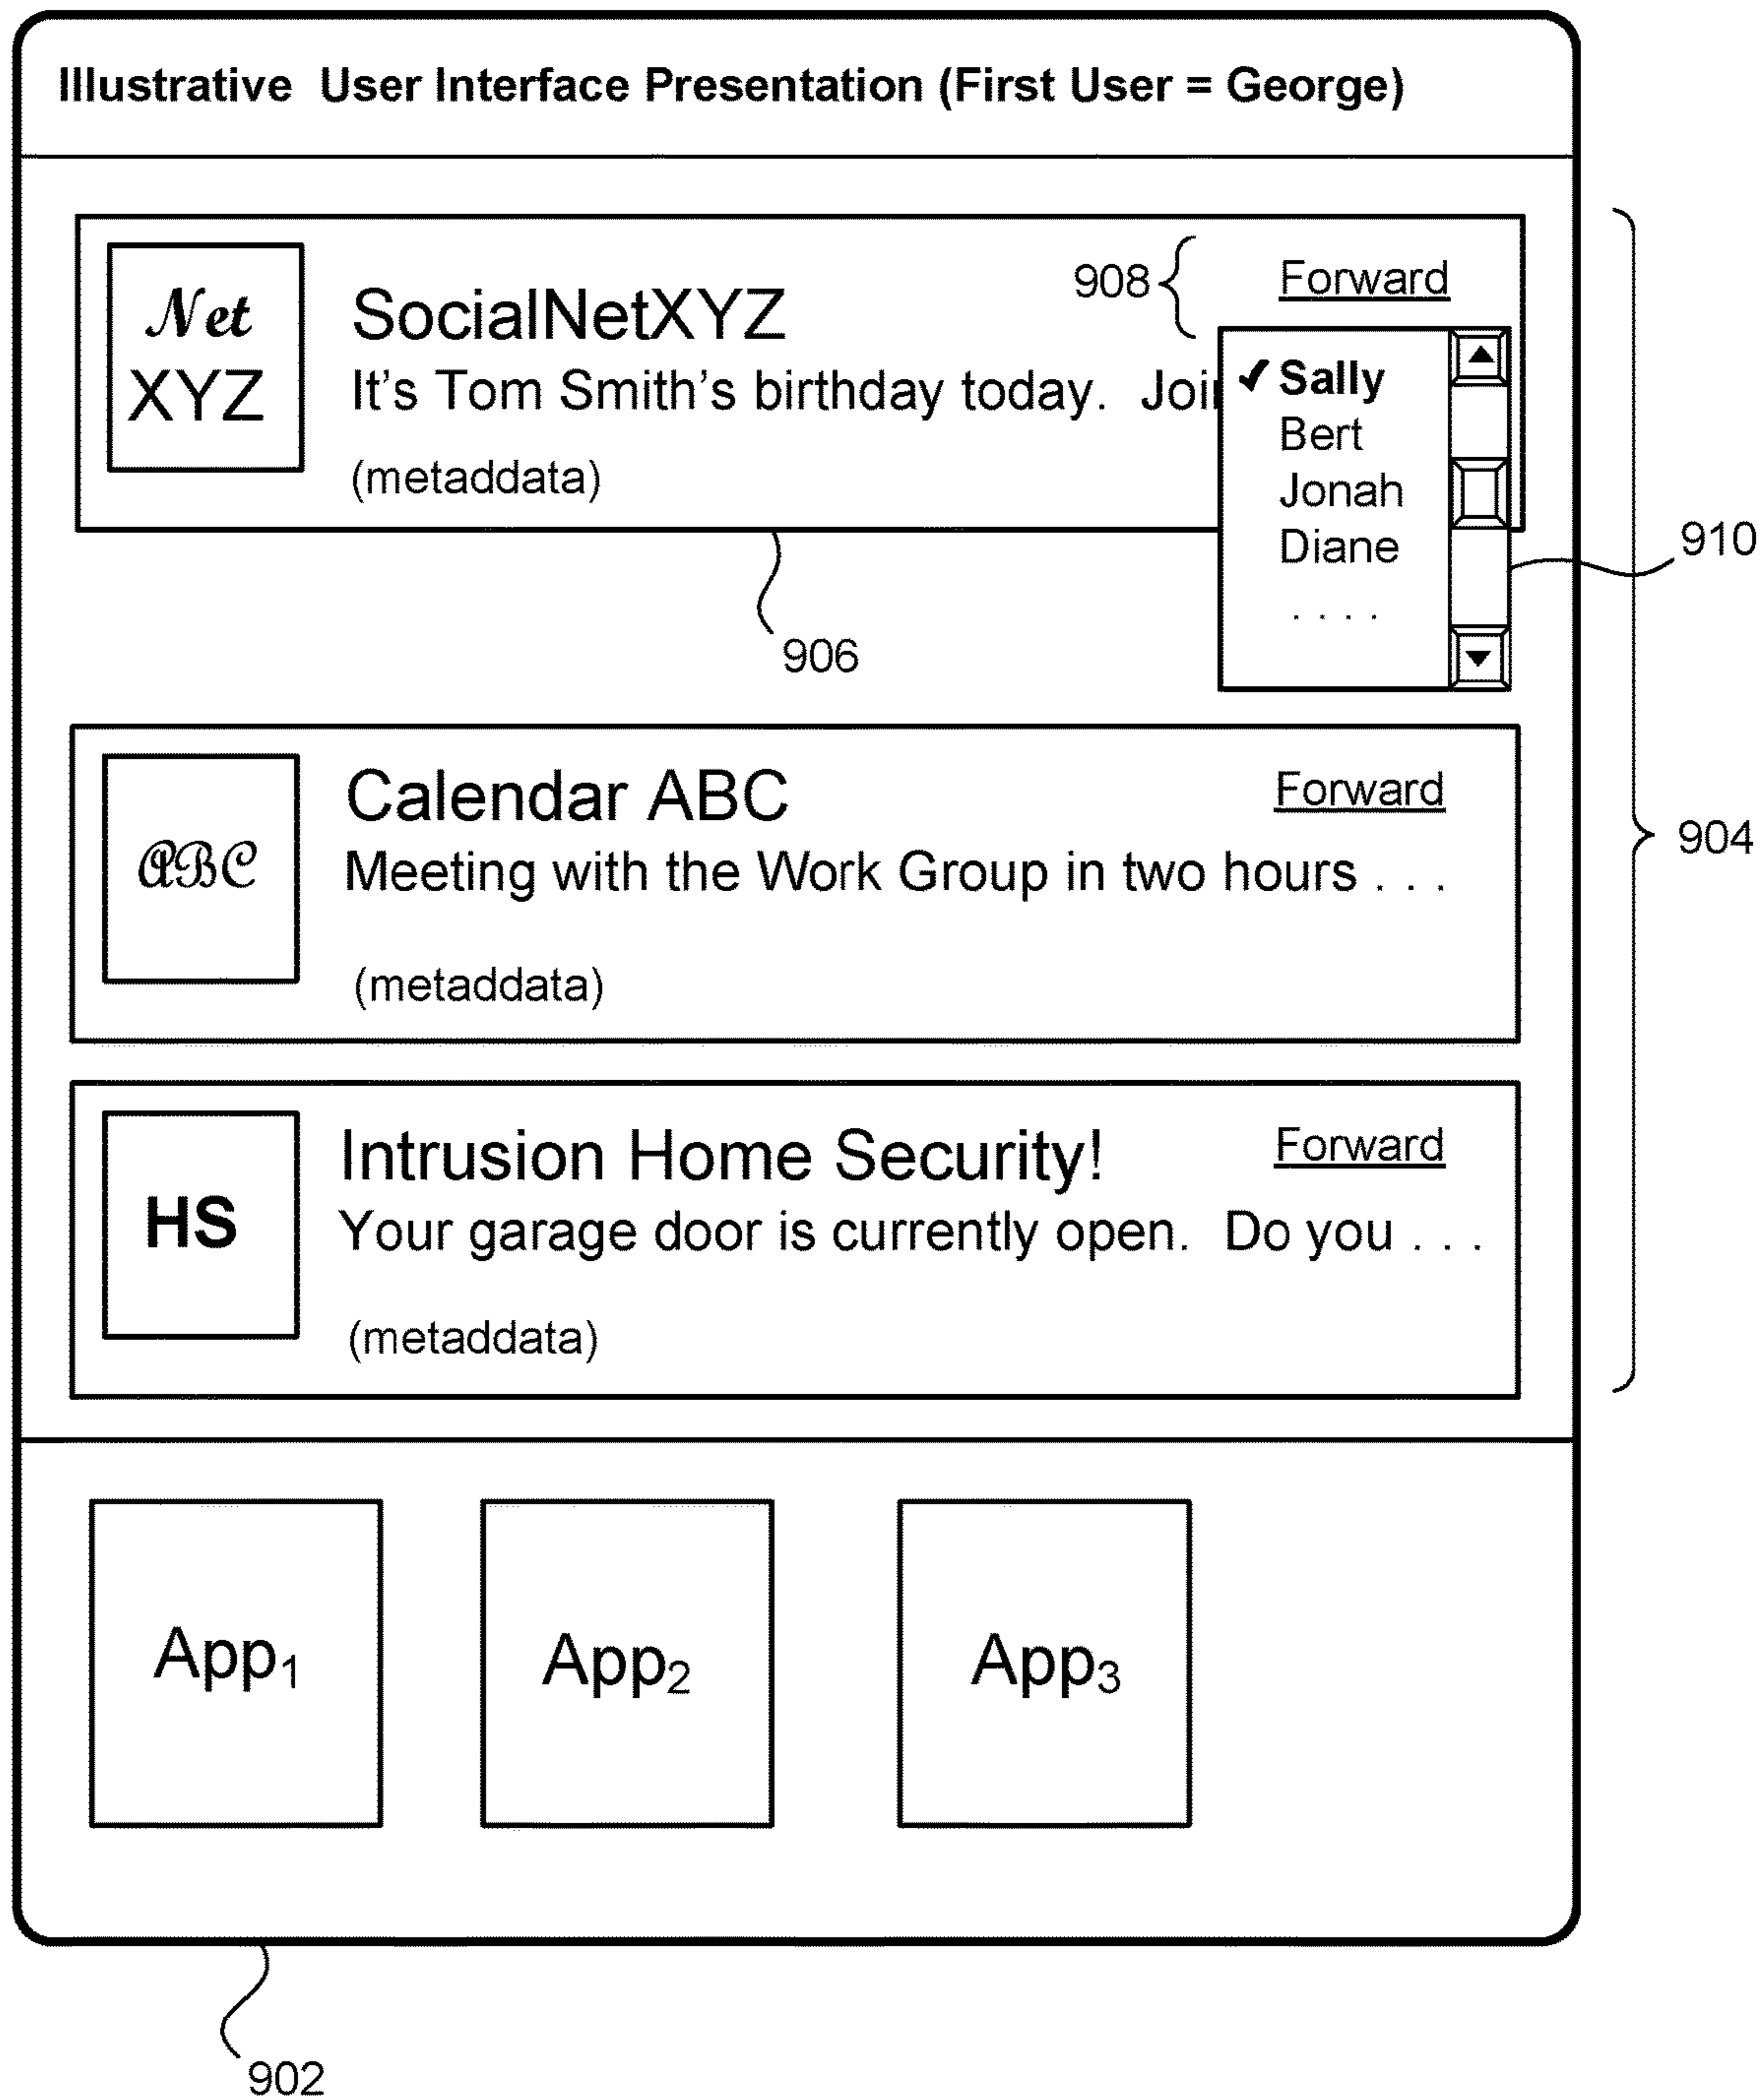 Illustrative User Interface Presentation (First User = George)
Net
XYZ
SocialNetXYZ
It's Tom Smith's birthday today. Joi
(metaddata)
908
Forward
✓ Sally
Bert
Jonah
Diane
. . . .
910
906
ABC
Calendar ABC
Forward
Meeting with the Work Group in two hours . . .
(metaddata)
904
HS
Intrusion Home Security!
Forward
Your garage door is currently open. Do you . . .
(metaddata)
App1
App2
App3
902